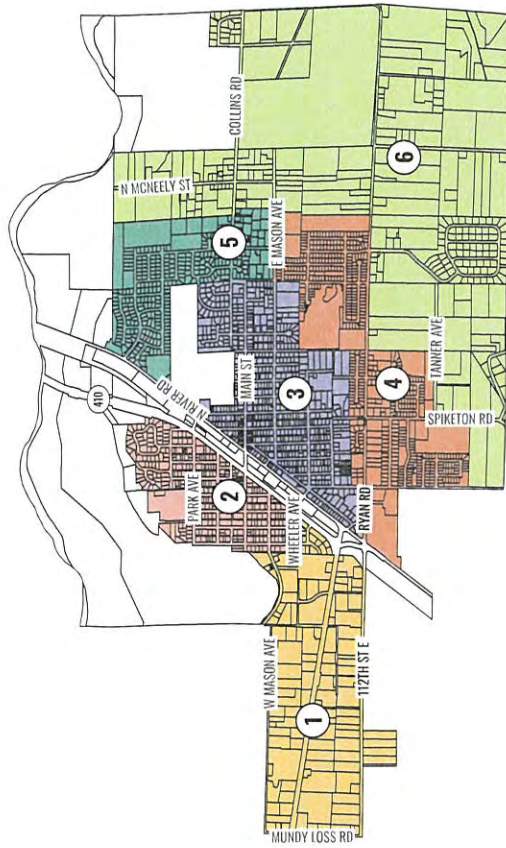 COLLINS RD
N MCNEELY ST
6
5
E MASON AVE
410
N RIVER RD
MAIN ST
3
TANNER AVE
4
SPIKETON RD
PARK AVE
2
WHEELER AVE
RYAN RD
W MASON AVE
112TH ST E
1
MUNDY LOSS RD